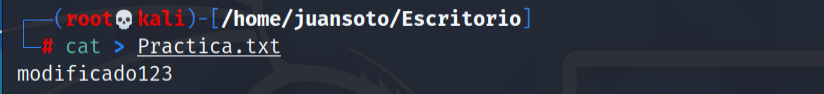 (root💀kali)-[/home/juansoto/Escritorio]
# cat > Practica.txt
modificado123